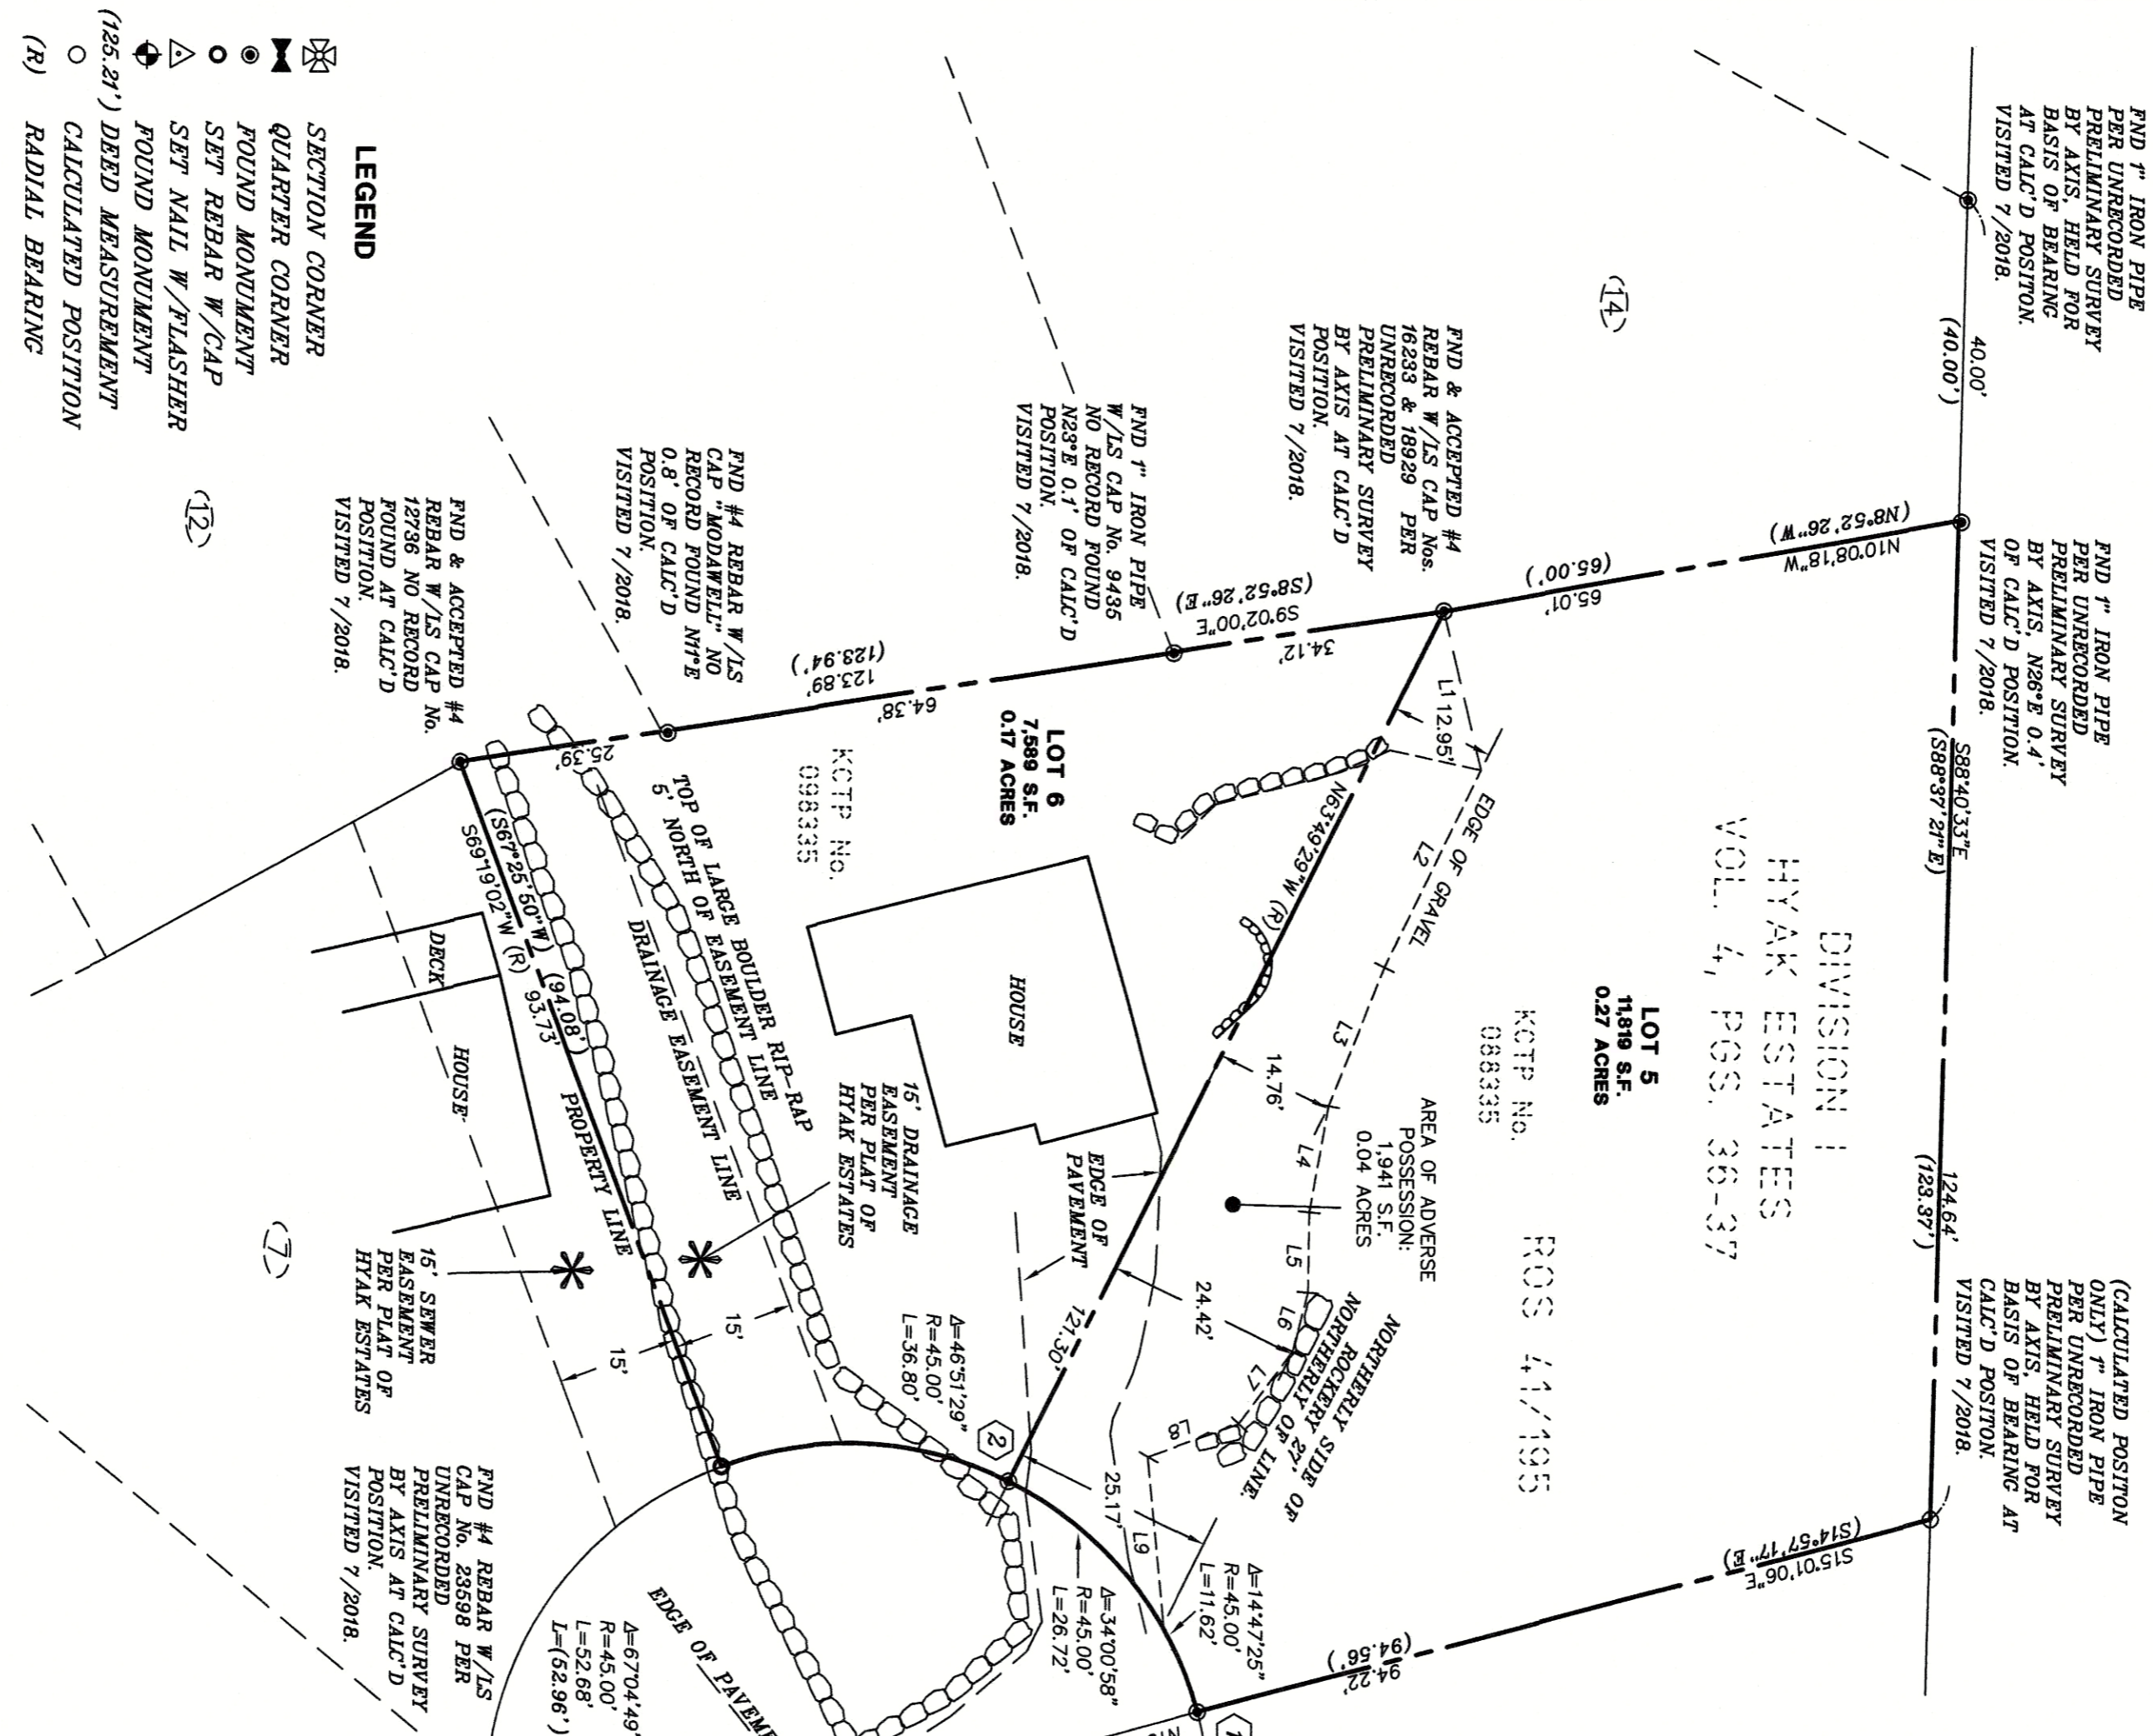 FND 1" IRON PIPE
PER UNRECORDED
PRELIMINARY SURVEY
BY AXIS, HELD FOR
BASIS OF BEARING
AT CALC'D POSITON.
VISITED 7/2018.
40.00'
(40.00')
FND 1" IRON PIPE
PER UNRECORDED
PRELIMINARY SURVEY
BY AXIS, N26°E 0.4'
OF CALC'D POSITION.
VISITED 7/2018.
S88°40'33"E
(S88°37'21"E)
124.64'
(123.37')
(CALCULATED POSITON
ONLY) 1" IRON PIPE
PER UNRECORDED
PRELIMINARY SURVEY
BY AXIS, HELD FOR
BASIS OF BEARING AT
CALC'D POSITON.
VISITED 7/2018.
(14)
(N8°52'26"W)
N10°08'18"W
(65.00')
65.01'
DIVISION I
HYAK ESTATES
VOL. 4, PGS. 36-37
LOT 5
11,819 S.F.
0.27 ACRES
KCTP No.
088335
ROS 41/195
(S14°57'17"E)
S15°01'06"E
(94.56')
94.22'
FND & ACCEPTED #4
REBAR W/LS CAP Nos.
16233 & 18929 PER
UNRECORDED
PRELIMINARY SURVEY
BY AXIS AT CALC'D
POSITION.
VISITED 7/2018.
L1 12.95'
EDGE OF GRAVEL
L2
L3
L4
L5
L6
L7
L8
L9
AREA OF ADVERSE
POSSESSION:
1,941 S.F.
0.04 ACRES
NORTHERLY SIDE OF
ROCKERY 27'
NORTHERLY OF LINE.
N63°49'29"W (R)
14.76'
24.42'
121.30'
25.17'
Δ=14°47'25"
R=45.00'
L=11.62'
Δ=34°00'58"
R=45.00'
L=26.72'
(S8°52'26"E)
S9°02'00"E
34.12'
FND 1" IRON PIPE
W/LS CAP No. 9435
NO RECORD FOUND
N23°E 0.1' OF CALC'D
POSITION.
VISITED 7/2018.
LOT 6
7,589 S.F.
0.17 ACRES
KCTP No.
098335
HOUSE
EDGE OF
PAVEMENT
Δ=46°51'29"
R=45.00'
L=36.80'
2
1
(123.94')
123.89'
64.38'
FND #4 REBAR W/LS
CAP "MODAWELL" NO
RECORD FOUND N11°E
0.8' OF CALC'D
POSITION.
VISITED 7/2018.
25.39'
TOP OF LARGE BOULDER RIP-RAP
5' NORTH OF EASEMENT LINE
DRAINAGE EASEMENT LINE
15' DRAINAGE
EASEMENT
PER PLAT OF
HYAK ESTATES
15'
15'
FND & ACCEPTED #4
REBAR W/LS CAP No.
12736 NO RECORD
FOUND AT CALC'D
POSITION.
VISITED 7/2018.
(S67°25'50"W)
S69°19'02"W (R)
(94.08')
93.73'
PROPERTY LINE
DECK
HOUSE
15' SEWER
EASEMENT
PER PLAT OF
HYAK ESTATES
FND #4 REBAR W/LS
CAP No. 23598 PER
UNRECORDED
PRELIMINARY SURVEY
BY AXIS AT CALC'D
POSITION.
VISITED 7/2018.
EDGE OF PAVEME
Δ=67°04'49"
R=45.00'
L=52.68'
L=(52.96')
(12)
(7)
LEGEND
SECTION CORNER
QUARTER CORNER
FOUND MONUMENT
SET REBAR W/CAP
SET NAIL W/FLASHER
FOUND MONUMENT
(125.21') DEED MEASUREMENT
CALCULATED POSITION
(R) RADIAL BEARING